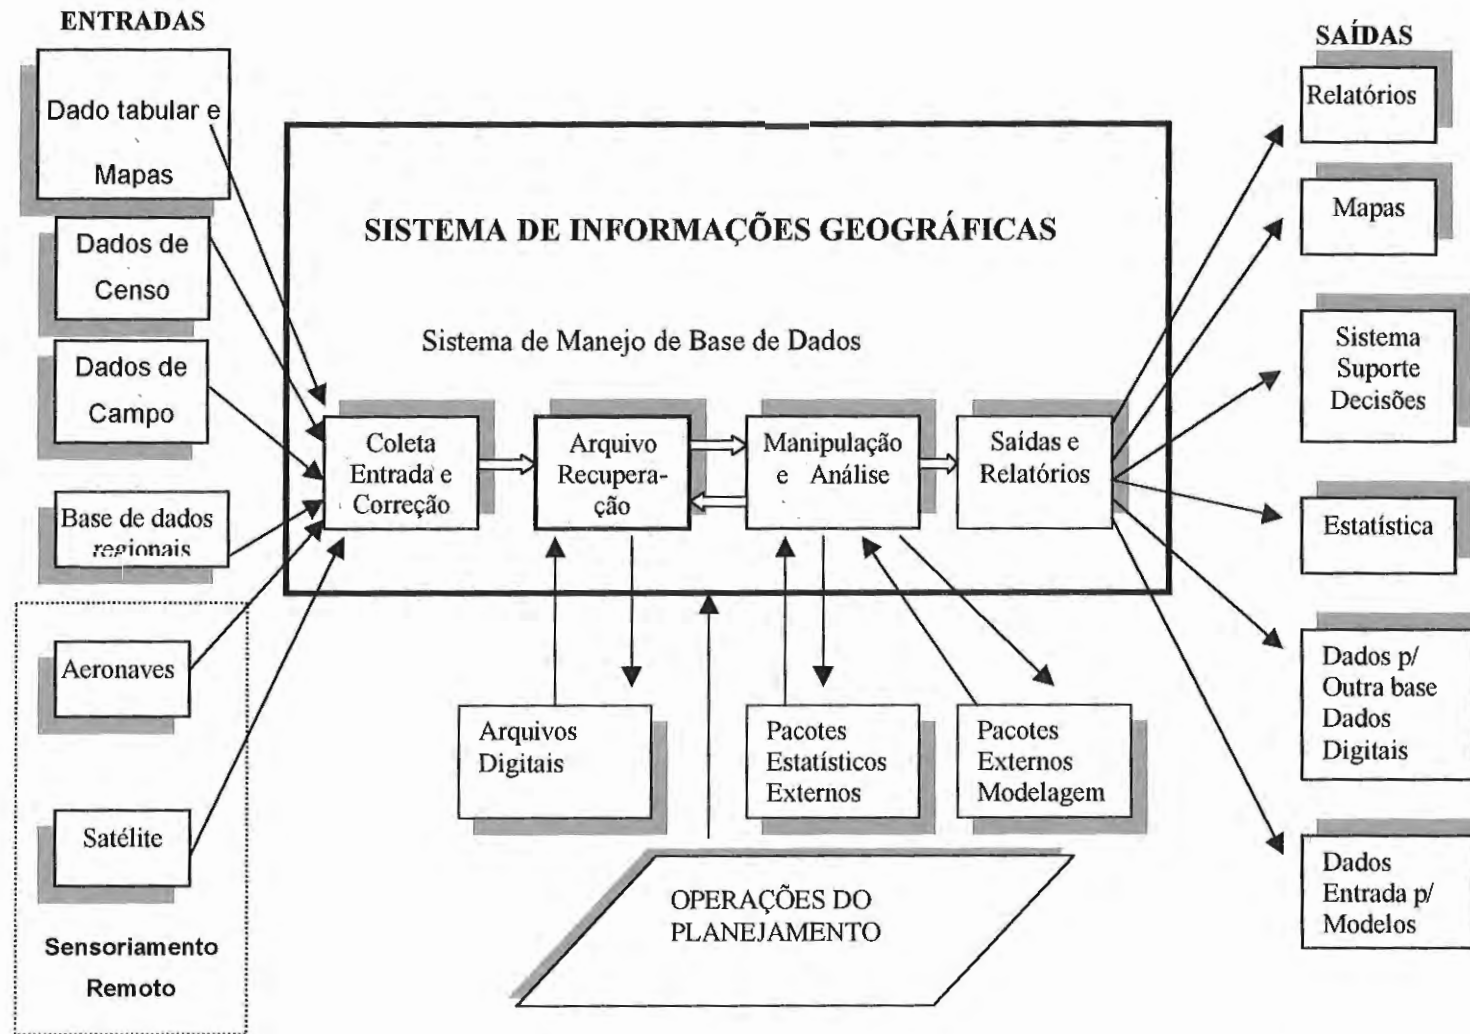 ENTRADAS
Dado tabular e
Mapas
Dados de
Censo
Dados de
Campo
Base de dados
regionais
Aeronaves
Satélite
Sensoriamento
Remoto
SISTEMA DE INFORMAÇÕES GEOGRÁFICAS
Sistema de Manejo de Base de Dados
Coleta
Entrada e
Correção
Arquivo
Recupera-
ção
Manipulação
e Análise
Saídas e
Relatórios
Arquivos
Digitais
Pacotes
Estatísticos
Externos
Pacotes
Externos
Modelagem
OPERAÇÕES DO
PLANEJAMENTO
SAÍDAS
Relatórios
Mapas
Sistema
Suporte
Decisões
Estatística
Dados p/
Outra base
Dados
Digitais
Dados
Entrada p/
Modelos